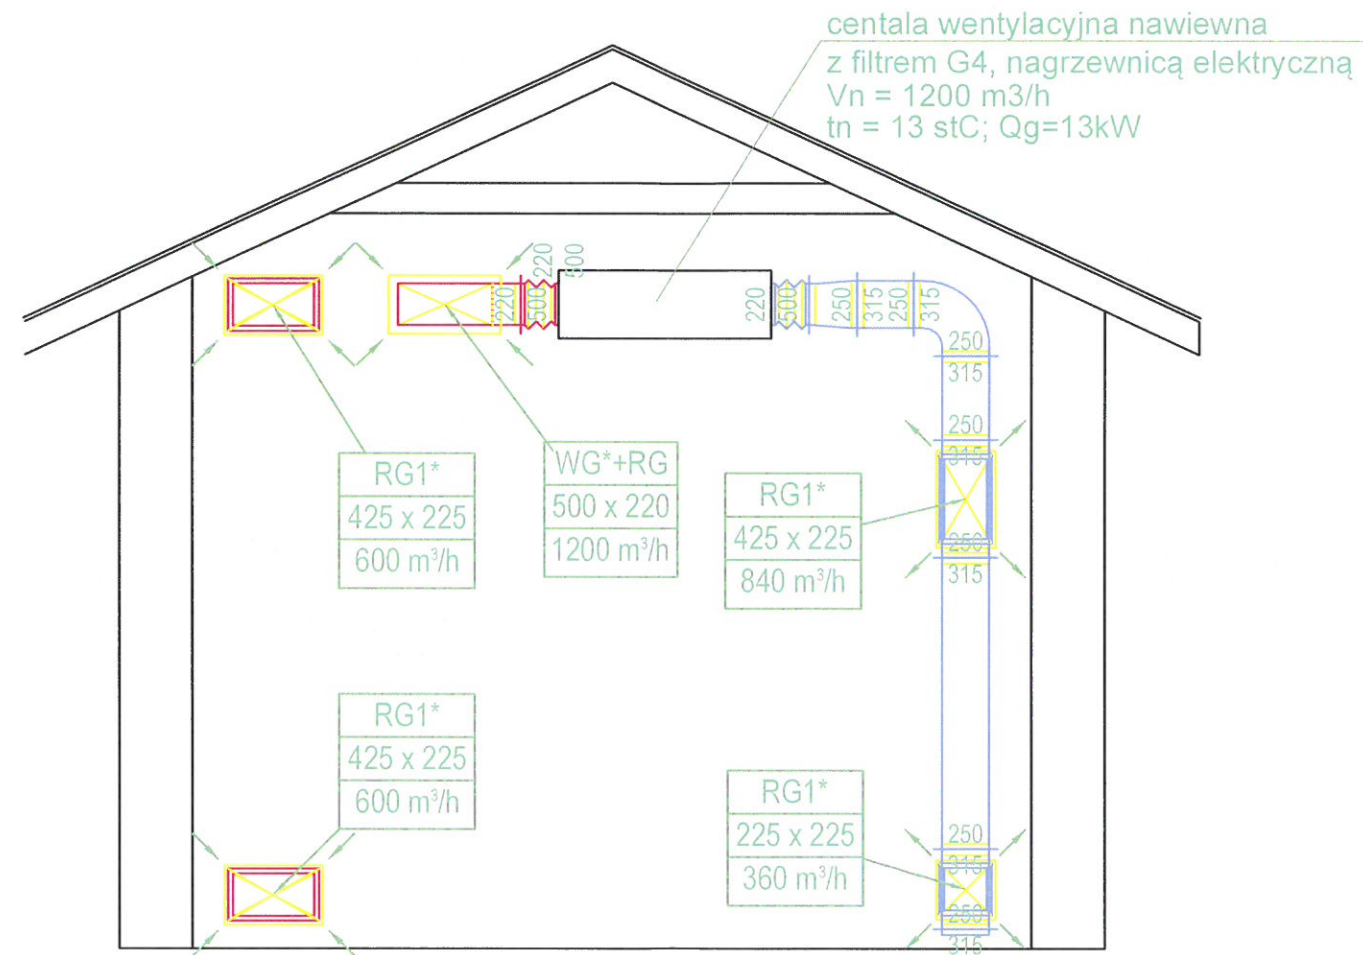 centala wentylacyjna nawiewna
z filtrem G4, nagrzewnicą elektryczną
Vn = 1200 m3/h
tn = 13 stC; Qg=13kW
220
500
220
500
220
500
250
315
250
315
250
315
250
315
RG1*
425 x 225
600 m³/h
WG*+RG
500 x 220
1200 m³/h
RG1*
425 x 225
840 m³/h
250
315
RG1*
425 x 225
600 m³/h
RG1*
225 x 225
360 m³/h
250
315
250
315